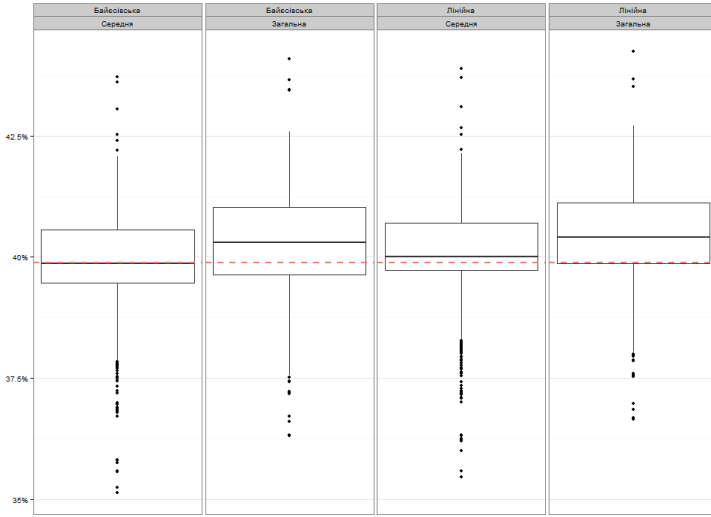 Байєсівська
Байєсівська
Лінійна
Лінійна
Середня
Загальна
Середня
Загальна
42.5%
40%
37.5%
35%